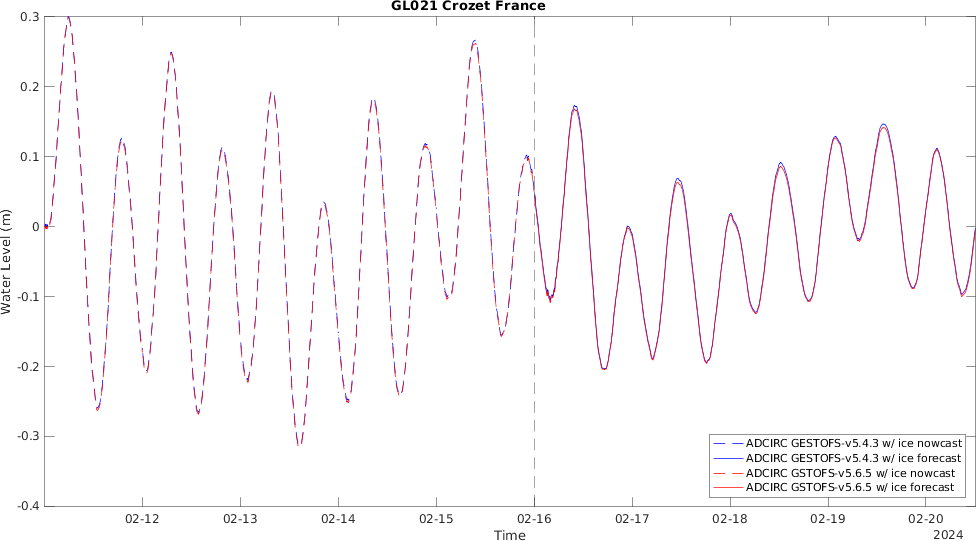 GL021 Crozet France
0.3
0.2
0.1
0
-0.1
-0.2
-0.3
-0.4
Water Level (m)
ADCIRC GESTOFS-v5.4.3 w/ ice nowcast
ADCIRC GESTOFS-v5.4.3 w/ ice forecast
ADCIRC GSTOFS-v5.6.5 w/ ice nowcast
ADCIRC GSTOFS-v5.6.5 w/ ice forecast
02-12 02-13 02-14 02-15 02-16 02-17 02-18 02-19 02-20
Time
2024